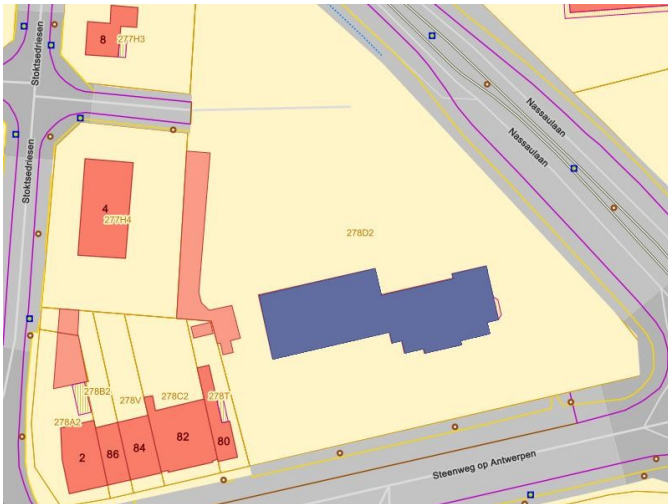 8
277H3
Stoktsedriesen
Nassaulaan
Nassaulaan
Stoktsedriesen
4
277H4
278D2
278B2
278V
278C2
278T
278A2
2
86
84
82
80
Steenweg op Antwerpen